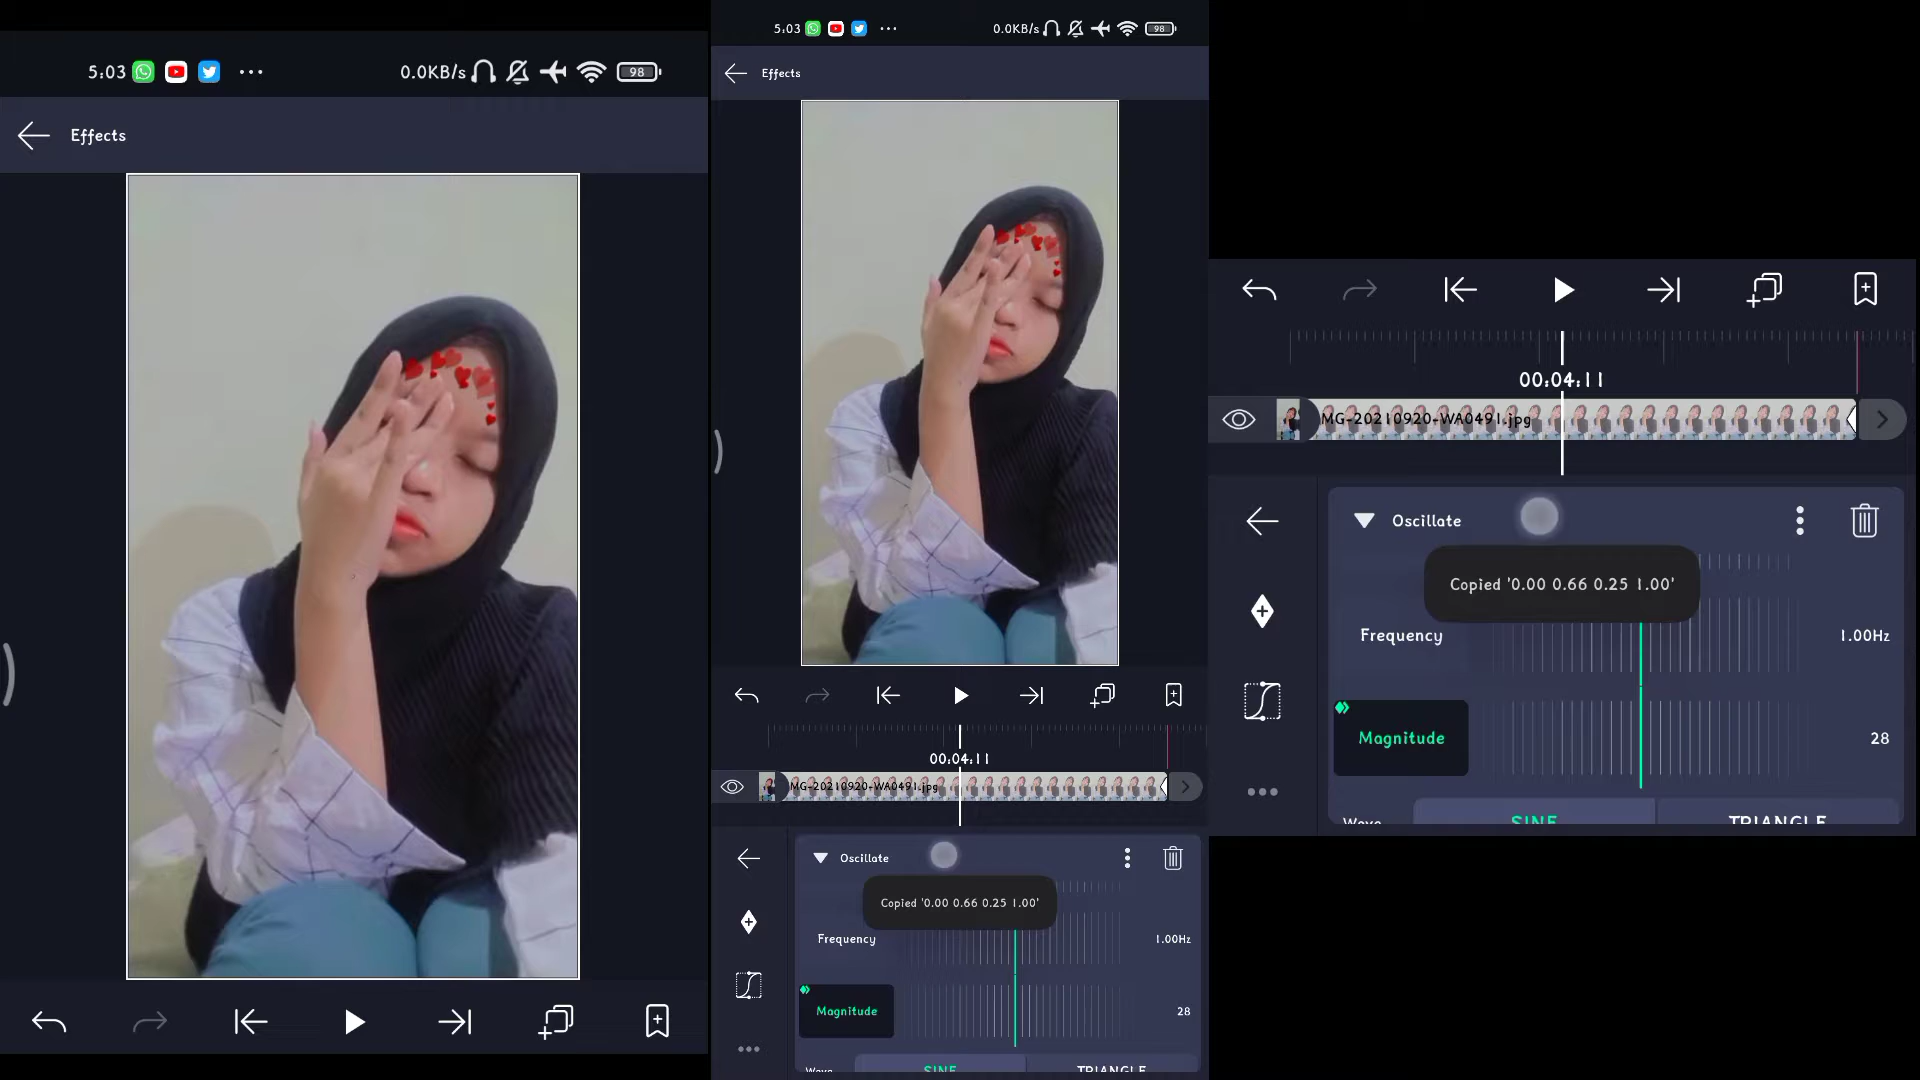 5:03
0.0KB/s
98
Effects
5:03
0.0KB/s
98
Effects
00:04:11
MG-20210920-WA0491.jpg
Oscillate
Copied '0.00 0.66 0.25 1.00'
Frequency
1.00Hz
Magnitude
28
Wave
SINE
TRIANGLE
00:04:11
MG-20210920-WA0491.jpg
Oscillate
Copied '0.00 0.66 0.25 1.00'
Frequency
1.00Hz
Magnitude
28
Wave
SINE
TRIANGLE